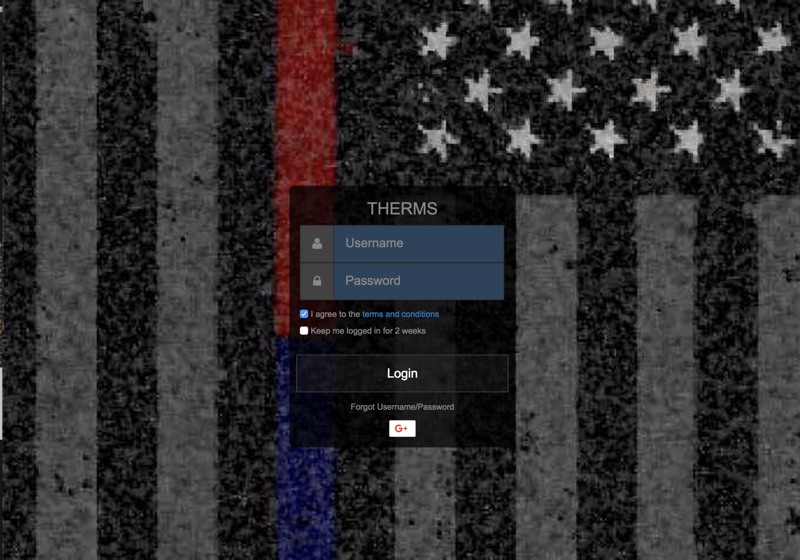 THERMS
Username
Password
I agree to the terms and conditions
Keep me logged in for 2 weeks
Login
Forgot Username/Password
G+